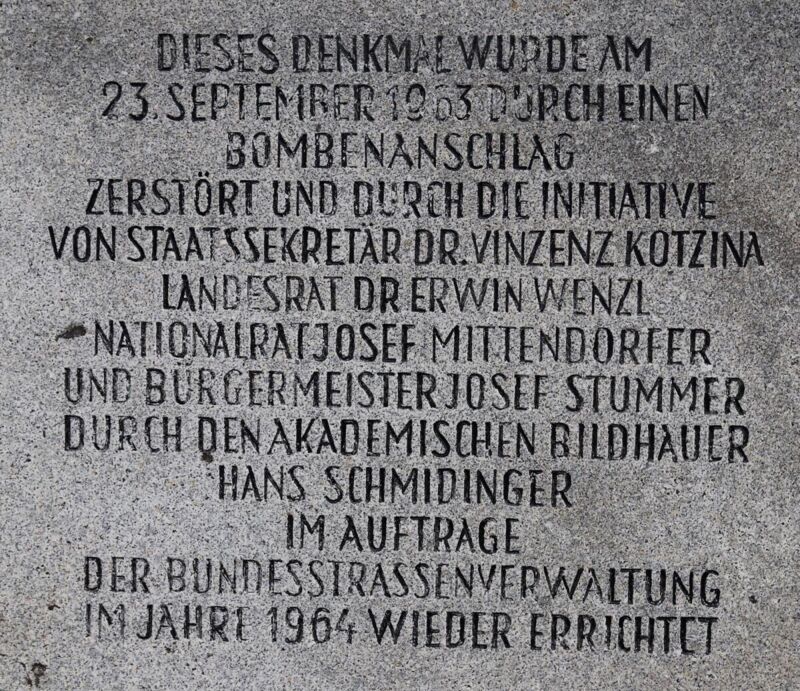 DIESES DENKMAL WURDE AM
23. SEPTEMBER 1963 DURCH EINEN
BOMBENANSCHLAG
ZERSTÖRT UND DURCH DIE INITIATIVE
VON STAATSSEKRETÄR DR. VINZENZ KOTZINA
LANDESRAT DR ERWIN WENZL
NATIONALRAT JOSEF MITTENDORFER
UND BÜRGERMEISTER JOSEF STUMMER
DURCH DEN AKADEMISCHEN BILDHAUER
HANS SCHMIDINGER
IM AUFTRAGE
DER BUNDESSTRASSENVERWALTUNG
IM JAHRE 1964 WIEDER ERRICHTET